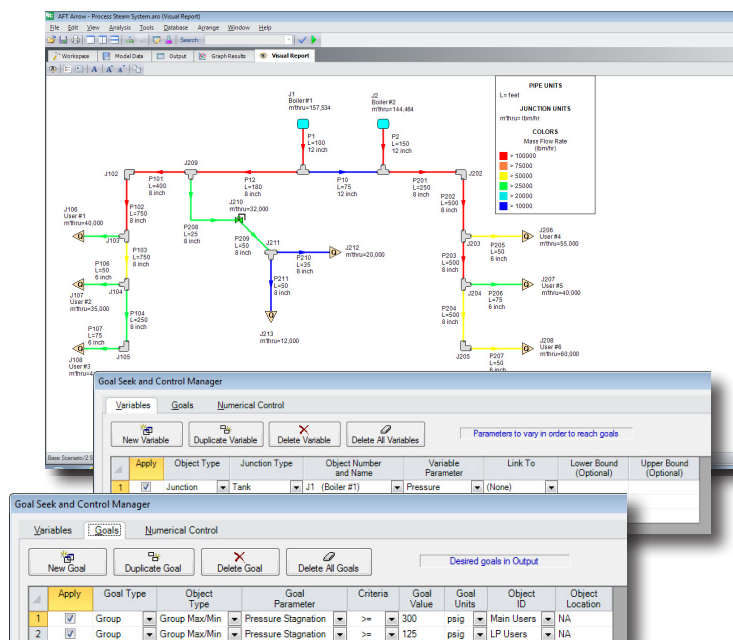 AFT Arrow - Process Steam System.aro (Visual Report)
File Edit View Analysis Tools Database Arrange Window Help
Search:
Workspace Model Data Output Graph Results Visual Report
A A A
PIPE UNITS
L= feet
JUNCTION UNITS
m'thru= lbm/hr
COLORS
Mass Flow Rate
(lbm/hr)
> 100000
> 75000
> 50000
> 25000
> 20000
> 10000
J1
Boiler#1
m'thru=157,534
J2
Boiler #2
m'thru=144,464
P1
L=100
12 inch
P2
L=150
12 inch
J102
J209
J202
P101
L=400
8 inch
P12
L=180
8 inch
P10
L=75
12 inch
P201
L=250
8 inch
J210
m'thru=32,000
P102
L=750
8 inch
P202
L=500
8 inch
J106
User #1
m'thru=40,000
J103
P208
L=25
8 inch
P209
L=50
8 inch
J211
P210
L=35
8 inch
J212
m'thru=20,000
J203
P205
L=50
6 inch
J206
User #4
m'thru=55,000
P103
L=750
8 inch
P203
L=500
8 inch
P106
L=50
6 inch
J104
J107
User #2
m'thru=35,000
P211
L=50
8 inch
J204
P206
L=75
6 inch
J207
User #5
m'thru=40,000
P104
L=250
8 inch
P204
L=500
8 inch
P107
L=75
6 inch
J213
m'thru=12,000
J105
J108
User #3
m'thru=4
J205
P207
L=50
6 inch
J208
User #6
m'thru=60,000
Base Scenario/2 S
Goal Seek and Control Manager
Variables Goals Numerical Control
New Variable Duplicate Variable Delete Variable Delete All Variables Parameters to vary in order to reach goals
Apply Object Type Junction Type Object Number and Name Variable Parameter Link To Lower Bound (Optional) Upper Bound (Optional)
1 Junction Tank J1 (Boiler #1) Pressure (None)
Goal Seek and Control Manager
Variables Goals Numerical Control
New Goal Duplicate Goal Delete Goal Delete All Goals Desired goals in Output
Apply Goal Type Object Type Goal Parameter Criteria Goal Value Goal Units Object ID Object Location
1 Group Group Max/Min Pressure Stagnation >= 300 psig Main Users NA
2 Group Group Max/Min Pressure Stagnation >= 125 psig LP Users NA